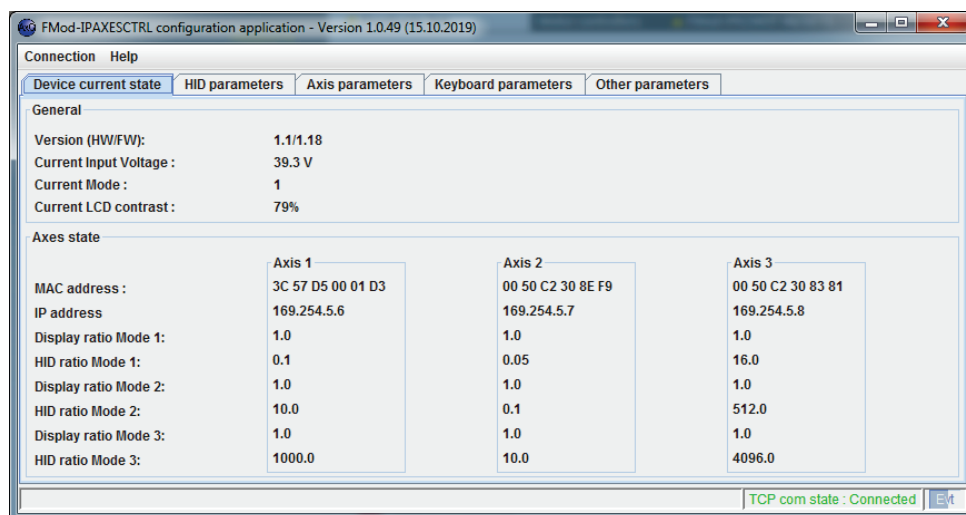 FMod-IPAXESCTRL configuration application - Version 1.0.49 (15.10.2019)
Connection Help
Device current state HID parameters Axis parameters Keyboard parameters Other parameters
General
Version (HW/FW): 1.1/1.18
Current Input Voltage : 39.3 V
Current Mode : 1
Current LCD contrast : 79%
Axes state
Axis 1 Axis 2 Axis 3
MAC address : 3C 57 D5 00 01 D3 00 50 C2 30 8E F9 00 50 C2 30 83 81
IP address 169.254.5.6 169.254.5.7 169.254.5.8
Display ratio Mode 1: 1.0 1.0 1.0
HID ratio Mode 1: 0.1 0.05 16.0
Display ratio Mode 2: 1.0 1.0 1.0
HID ratio Mode 2: 10.0 0.1 512.0
Display ratio Mode 3: 1.0 1.0 1.0
HID ratio Mode 3: 1000.0 10.0 4096.0
TCP com state : Connected Evt